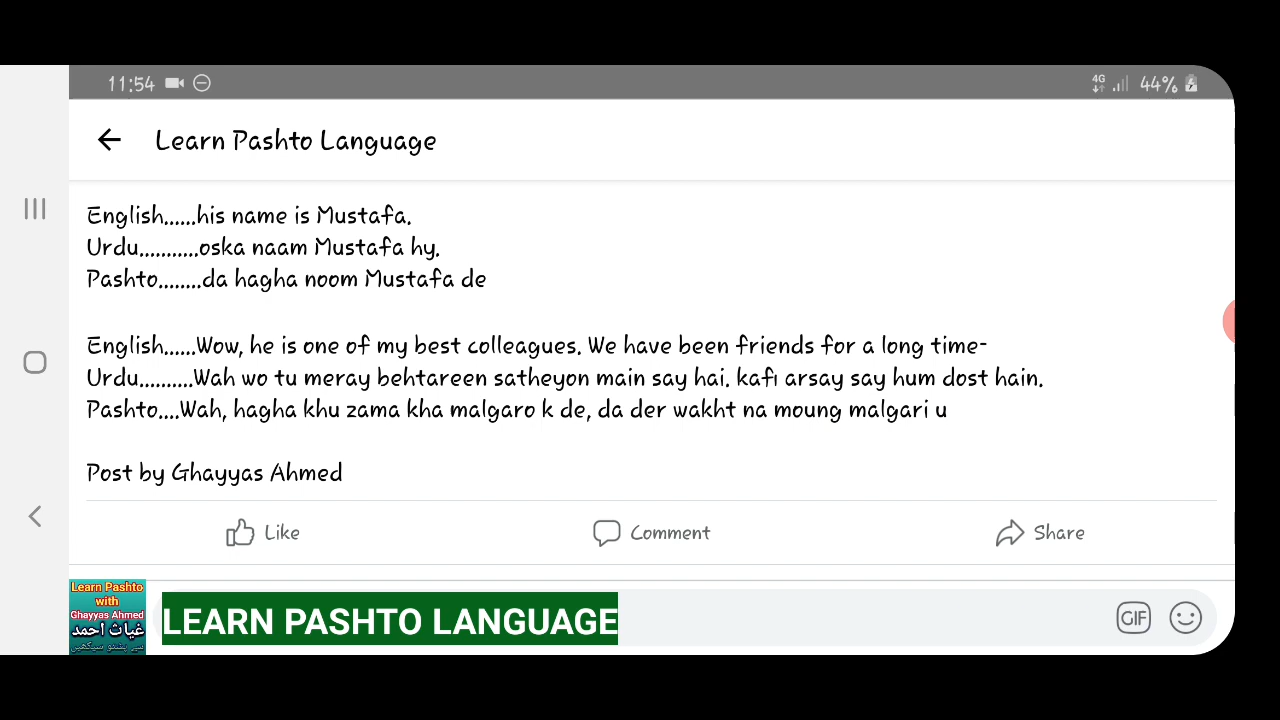 11:54
4G 44%
Learn Pashto Language
English......his name is Mustafa.
Urdu...........oska naam Mustafa hy.
Pashto........da hagha noom Mustafa de
English......Wow, he is one of my best colleagues. We have been friends for a long time-
Urdu..........Wah wo tu meray behtareen satheyon main say hai. kafi arsay say hum dost hain.
Pashto....Wah, hagha khu zama kha malgaro k de, da der wakht na moung malgari u
Post by Ghayyas Ahmed
Like Comment Share
Learn Pashto
with
Ghayyas Ahmed
غیاث احمد
سے پشتو سیکھیں
LEARN PASHTO LANGUAGE
GIF